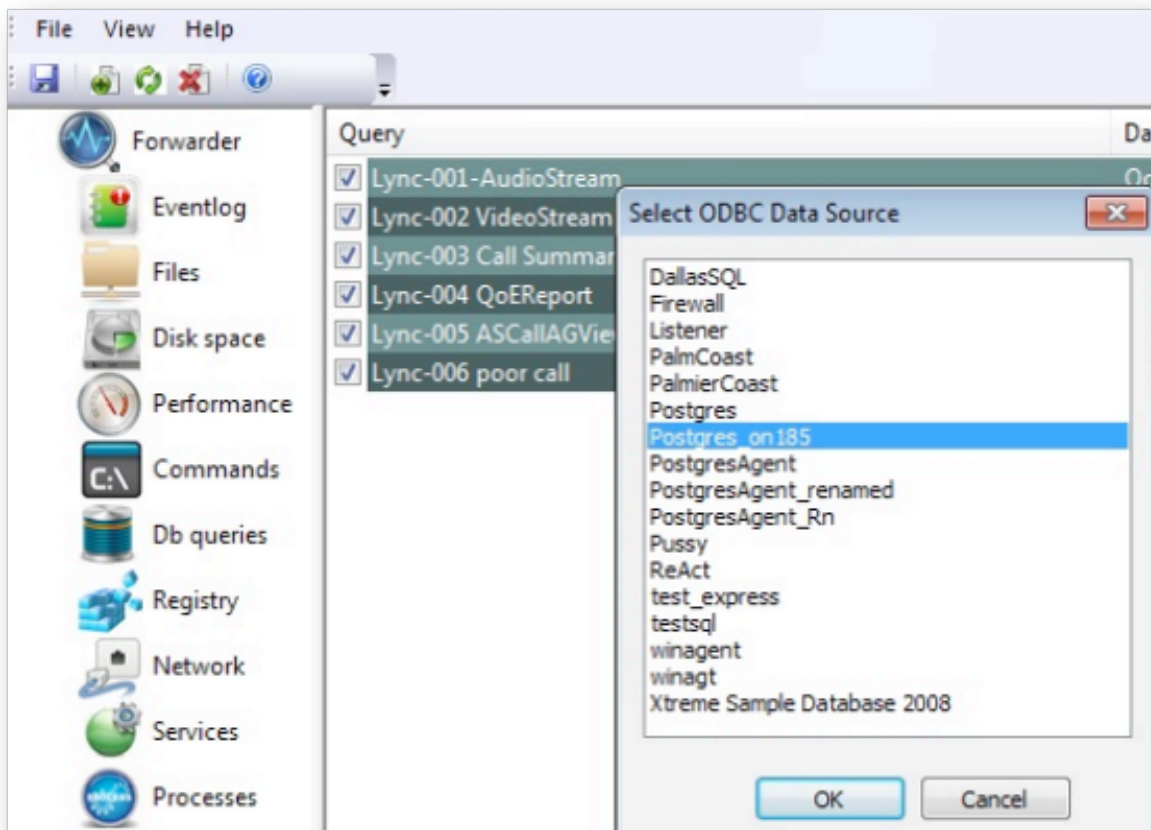 File View Help
Forwarder
Eventlog
Files
Disk space
Performance
C:\
Commands
Db queries
Registry
Network
Services
Processes
Query
Da
Lync-001-AudioStream
Lync-002 VideoStream
Lync-003 Call Summar
Lync-004 QoEReport
Lync-005 ASCallAGVie
Lync-006 poor call
Select ODBC Data Source
DallasSQL
Firewall
Listener
PalmCoast
PalmierCoast
Postgres
Postgres_on185
PostgresAgent
PostgresAgent_renamed
PostgresAgent_Rn
Pussy
ReAct
test_express
testsql
winagent
winagt
Xtreme Sample Database 2008
OK
Cancel